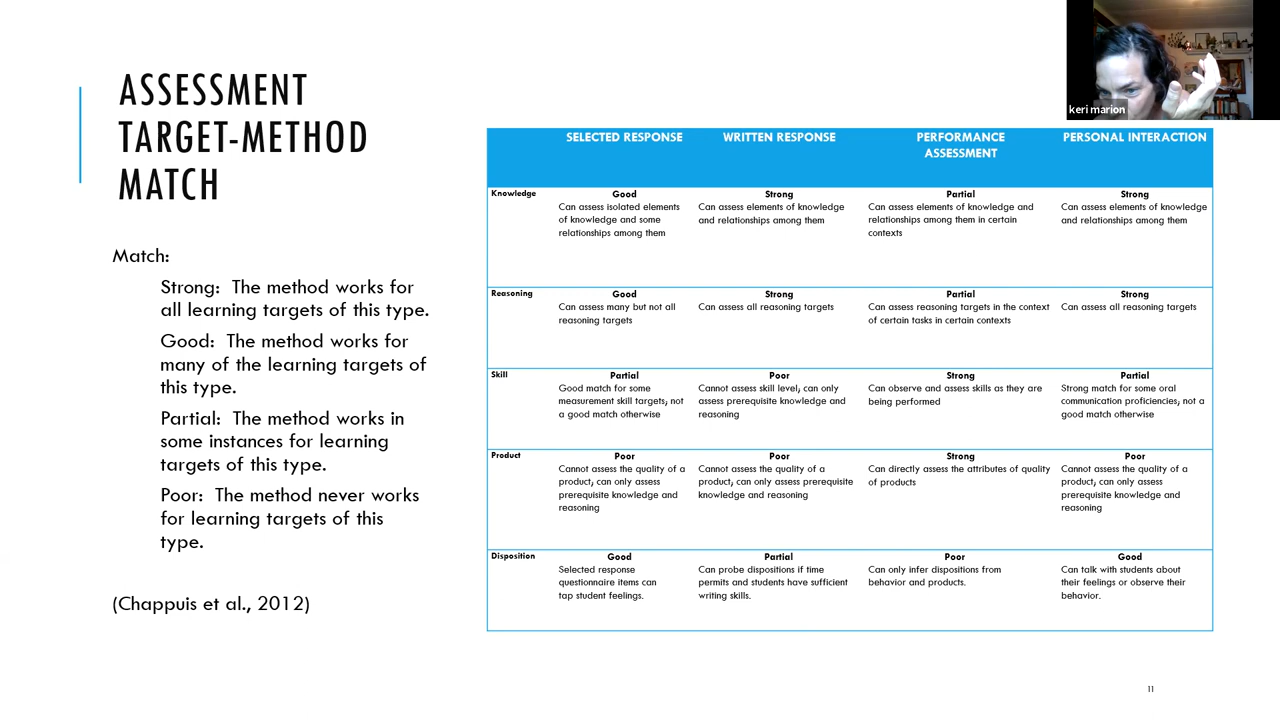 keri marion
ASSESSMENT
TARGET-METHOD
MATCH
Match:
Strong: The method works for
all learning targets of this type.
Good: The method works for
many of the learning targets of
this type.
Partial: The method works in
some instances for learning
targets of this type.
Poor: The method never works
for learning targets of this
type.
(Chappuis et al., 2012)
SELECTED RESPONSE
WRITTEN RESPONSE
PERFORMANCE
ASSESSMENT
PERSONAL INTERACTION
Knowledge
Good
Can assess isolated elements
of knowledge and some
relationships among them
Strong
Can assess elements of knowledge
and relationships among them
Partial
Can assess elements of knowledge and
relationships among them in certain
contexts
Strong
Can assess elements of knowledge
and relationships among them
Reasoning
Good
Can assess many but not all
reasoning targets
Strong
Can assess all reasoning targets
Partial
Can assess reasoning targets in the context
of certain tasks in certain contexts
Strong
Can assess all reasoning targets
Skill
Partial
Good match for some
measurement skill targets; not
a good match otherwise
Poor
Cannot assess skill level; can only
assess prerequisite knowledge and
reasoning
Strong
Can observe and assess skills as they are
being performed
Partial
Strong match for some oral
communication proficiencies; not a
good match otherwise
Product
Poor
Cannot assess the quality of a
product; can only assess
prerequisite knowledge and
reasoning
Poor
Cannot assess the quality of a
product; can only assess prerequisite
knowledge and reasoning
Strong
Can directly assess the attributes of quality
of products
Poor
Cannot assess the quality of a
product; can only assess
prerequisite knowledge and
reasoning
Disposition
Good
Selected response
questionnaire items can
tap student feelings.
Partial
Can probe dispositions if time
permits and students have sufficient
writing skills.
Poor
Can only infer dispositions from
behavior and products.
Good
Can talk with students about
their feelings or observe their
behavior.
11